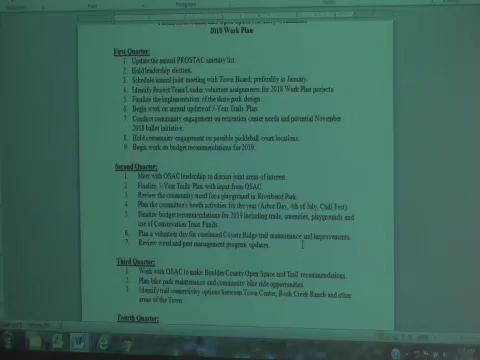 2018 Work Plan
First Quarter:
1. Update the annual PROSTAC amenity list.
2. Hold leadership election.
3. Schedule annual joint meeting with Town Board, preferably in January.
4. Identify Project Team Leader volunteer assignments for 2018 Work Plan projects.
5. Finalize the implementation of the skate park design
6. Begin work on annual update of 5-Year Trails Plan.
7. Conduct community engagement on recreation center needs and potential November
2018 ballot initiative.
8. Hold community engagement on possible pickleball court locations.
9. Begin work on budget recommendations for 2019.
Second Quarter:
1. Meet with OSAC leadership to discuss joint areas of interest.
2. Finalize 5-Year Trails Plan with input from OSAC.
3. Review the community need for a playground in Riverbend Park.
4. Plan the committee's booth activities for the year (Arbor Day, 4th of July, Chili Fest)
5. Finalize budget recommendations for 2019 including trails, amenities, playgrounds and
use of Conservation Trust Funds.
6. Plan a volunteer day for continued Coyote Ridge trail maintenance and improvements.
7. Review weed and pest management program updates.
Third Quarter:
1. Work with OSAC to make Boulder County Open Space and Trail recommendations.
2. Plan bike park maintenance and community bike ride opportunities.
3. Identify trail connectivity options between Town Center, Rock Creek Ranch and other
areas of the Town
Fourth Quarter: